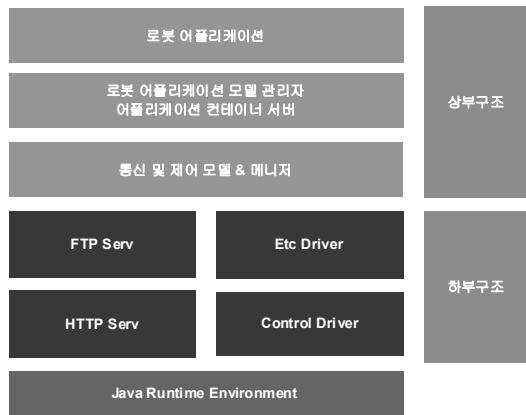 로봇 어플리케이션
로봇 어플리케이션 모델 관리자
어플리케이션 컨테이너 서버
통신 및 제어 모델 & 메니저
상부구조
FTP Serv
Etc Driver
HTTP Serv
Control Driver
하부구조
Java Runtime Environment